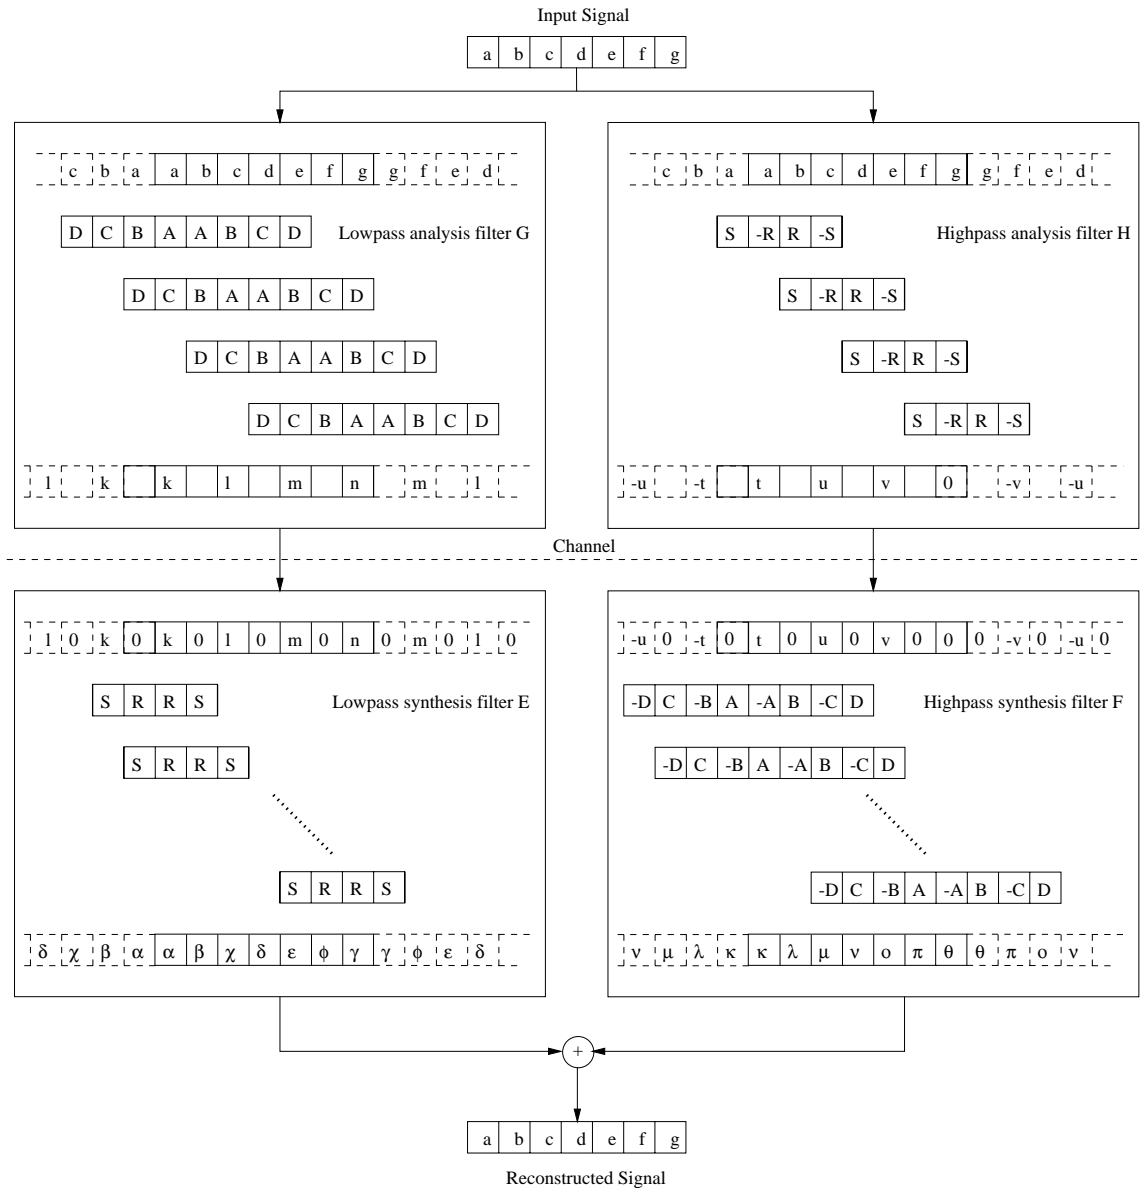 Input Signal
a b c d e f g
c b a a b c d e f g g f e d
c b a a b c d e f g g f e d
D C B A A B C D
Lowpass analysis filter G
S -R R -S
Highpass analysis filter H
D C B A A B C D
S -R R -S
D C B A A B C D
S -R R -S
D C B A A B C D
S -R R -S
l k k l m n m l
-u -t t u v 0 -v -u
Channel
l 0 k 0 k 0 l 0 m 0 n 0 m 0 l 0
-u 0 -t 0 t 0 u 0 v 0 0 0 -v 0 -u 0
S R R S
Lowpass synthesis filter E
-D C -B A -A B -C D
Highpass synthesis filter F
S R R S
-D C -B A -A B -C D
S R R S
-D C -B A -A B -C D
δ χ β α α β χ δ ε φ γ γ φ ε δ
ν μ λ κ κ λ μ ν ο π θ θ π ο ν
+
a b c d e f g
Reconstructed Signal